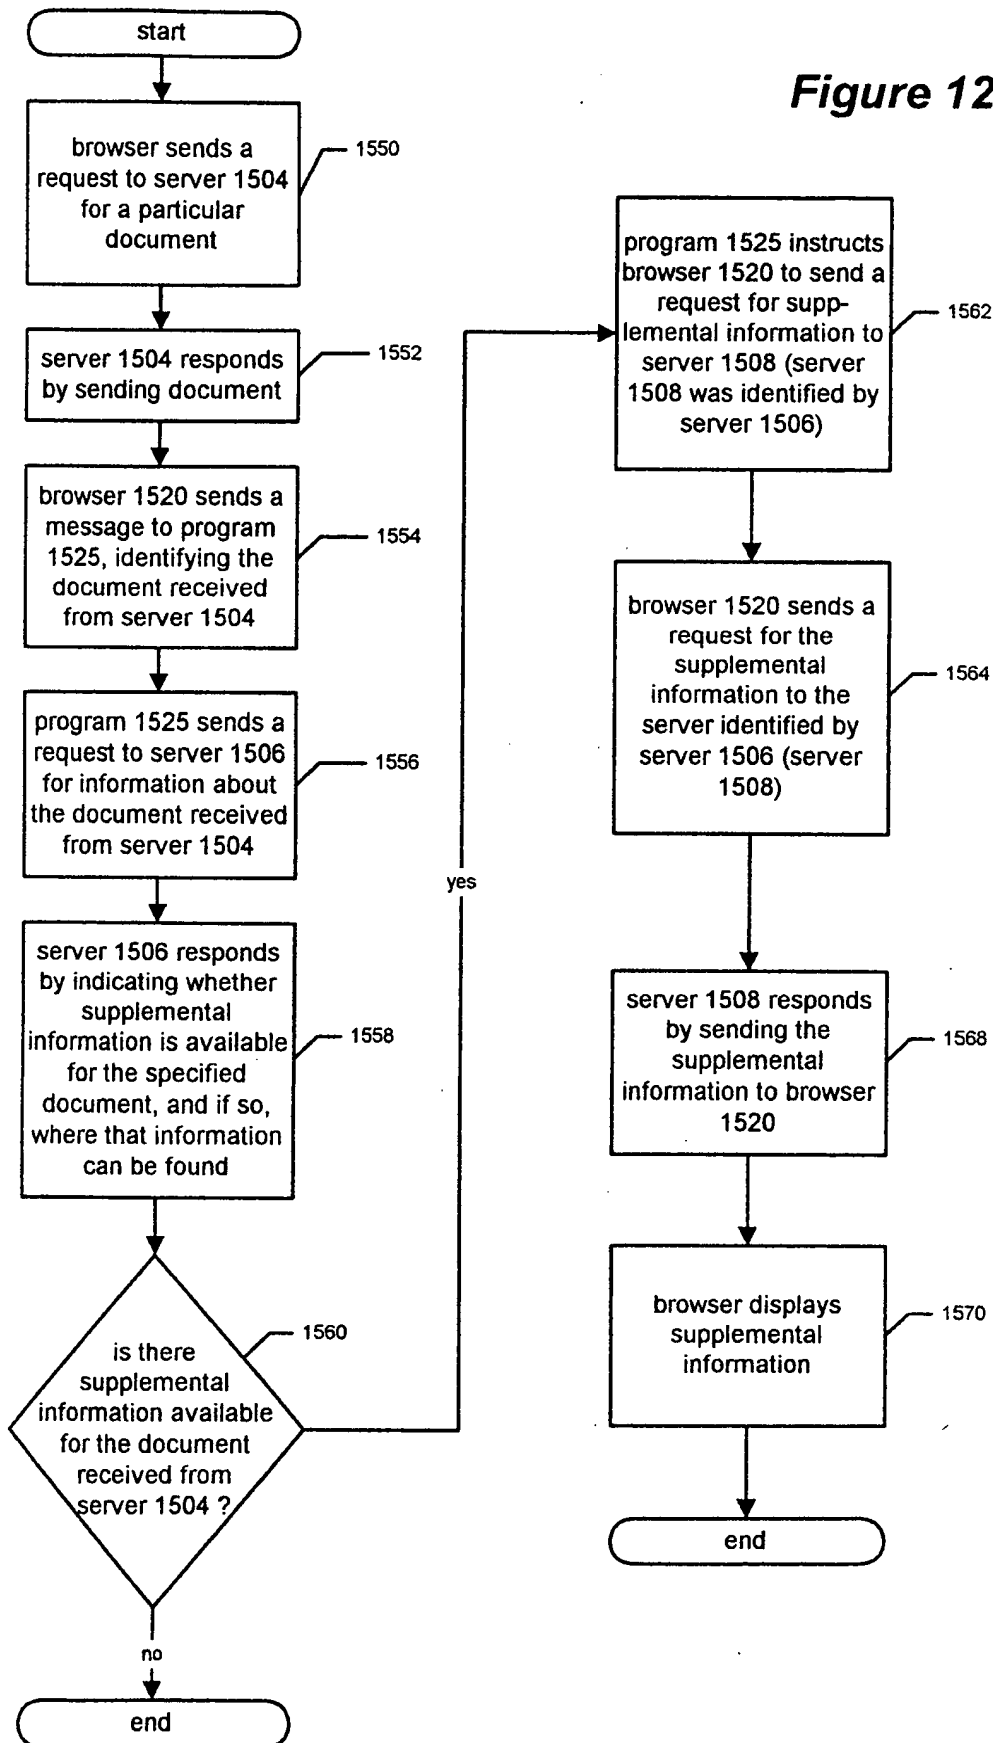 start
Figure 12
browser sends a
request to server 1504
for a particular
document
1550
server 1504 responds
by sending document
1552
browser 1520 sends a
message to program
1525, identifying the
document received
from server 1504
1554
program 1525 sends a
request to server 1506
for information about
the document received
from server 1504
1556
server 1506 responds
by indicating whether
supplemental
information is available
for the specified
document, and if so,
where that information
can be found
1558
is there
supplemental
information available
for the document
received from
server 1504 ?
1560
no
end
yes
program 1525 instructs
browser 1520 to send a
request for supp-
lemental information to
server 1508 (server
1508 was identified by
server 1506)
1562
browser 1520 sends a
request for the
supplemental
information to the
server identified by
server 1506 (server
1508)
1564
server 1508 responds
by sending the
supplemental
information to browser
1520
1568
browser displays
supplemental
information
1570
end